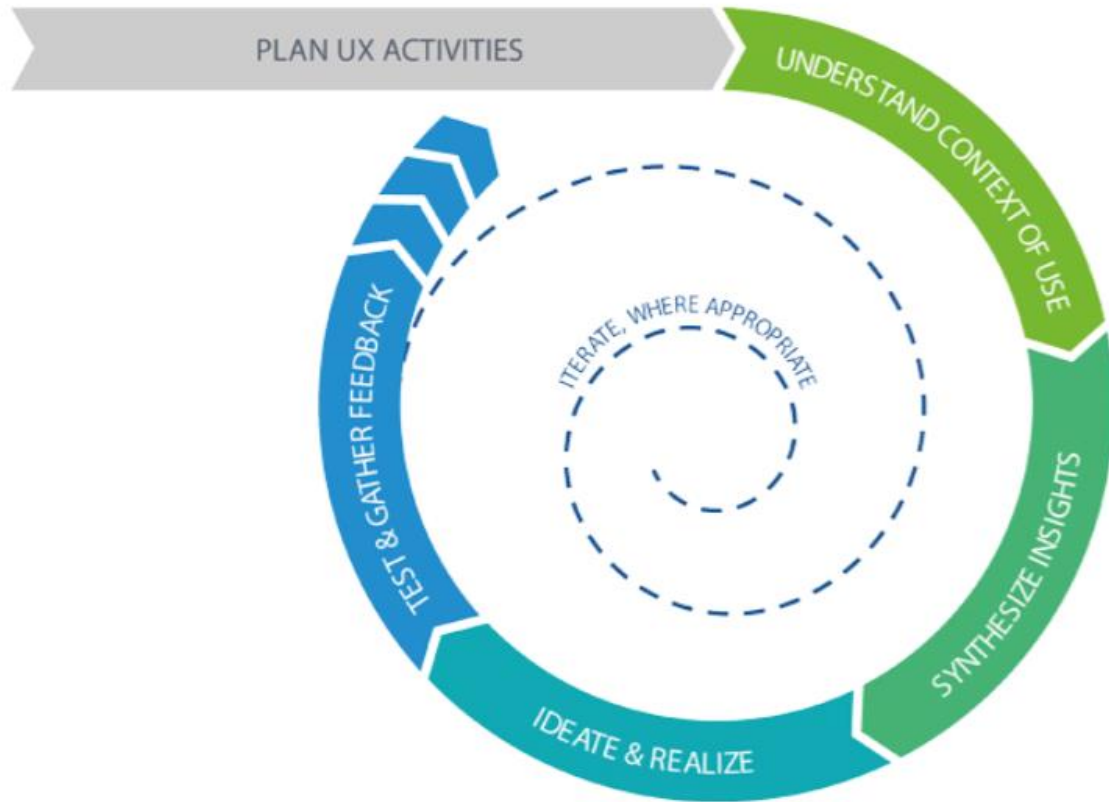 PLAN UX ACTIVITIES
UNDERSTAND CONTEXT OF USE
SYNTHESIZE INSIGHTS
IDEATE & REALIZE
TEST & GATHER FEEDBACK
ITERATE, WHERE APPROPRIATE